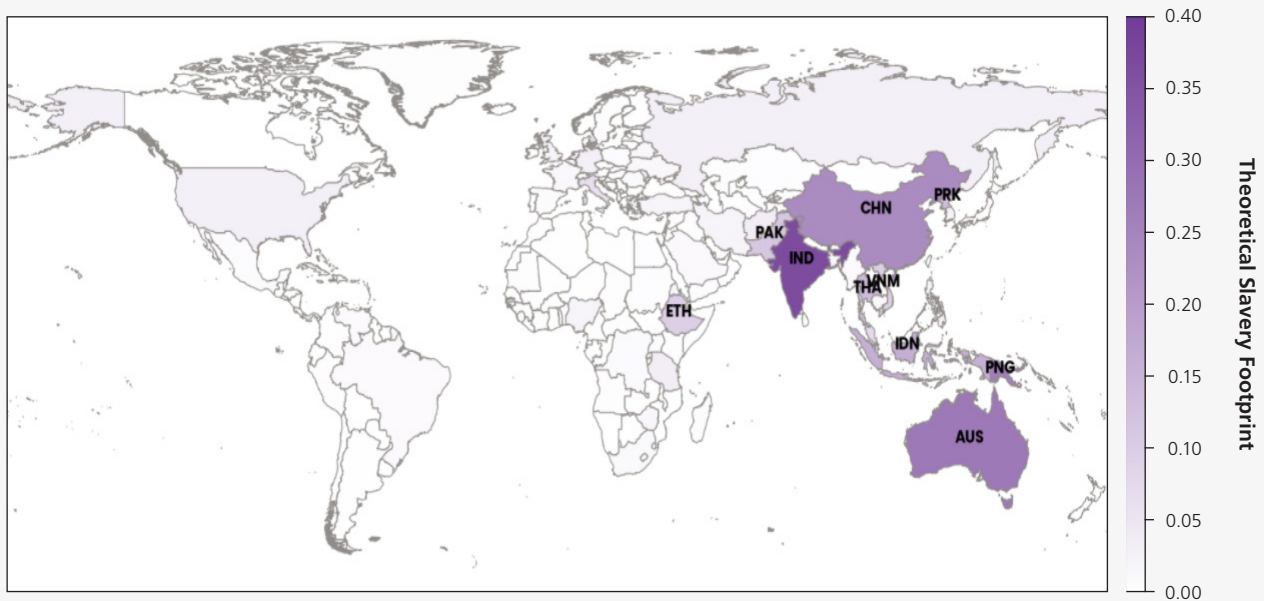 0.40
0.35
0.30
0.25
0.20
0.15
0.10
0.05
0.00
Theoretical Slavery Footprint
PRK
CHN
PAK
IND
VNM
THA
ETH
IDN
PNG
AUS